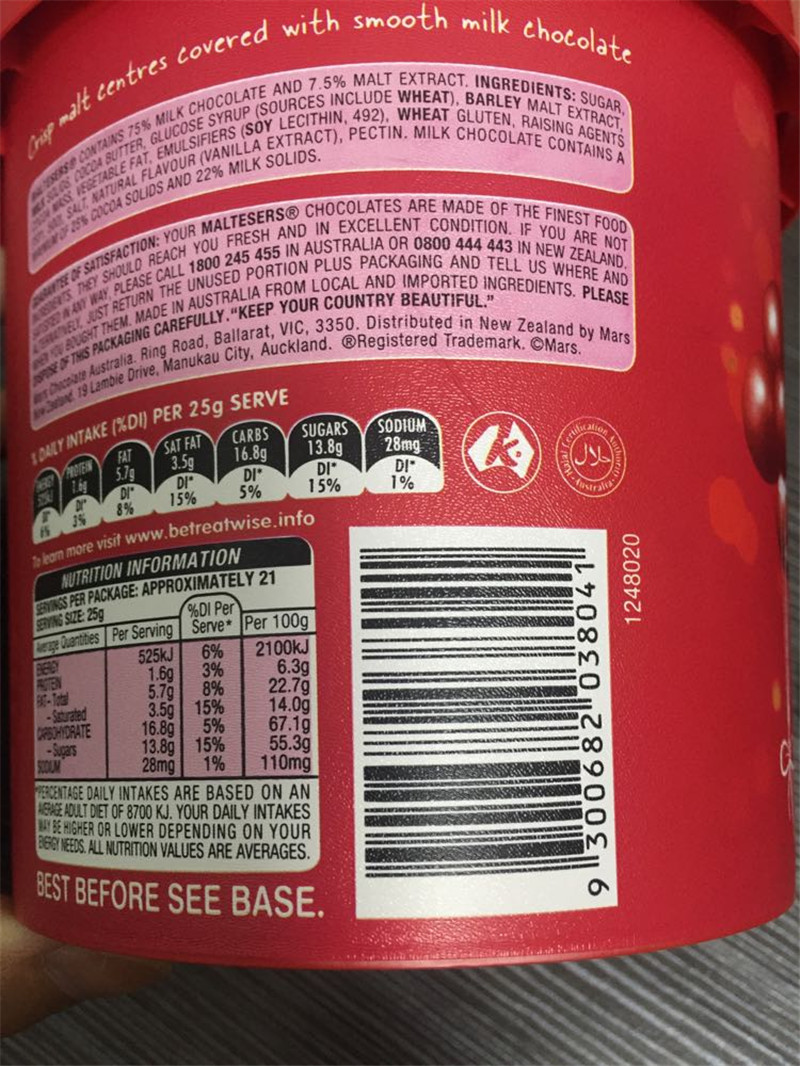 Crisp malt centres covered with smooth milk chocolate
MALTESERS® CONTAINS 75% MILK CHOCOLATE AND 7.5% MALT EXTRACT. INGREDIENTS: SUGAR,
MILK SOLIDS, COCOA BUTTER, GLUCOSE SYRUP (SOURCES INCLUDE WHEAT), BARLEY MALT EXTRACT,
COCOA MASS, VEGETABLE FAT, EMULSIFIERS (SOY LECITHIN, 492), WHEAT GLUTEN, RAISING AGENTS
SALT, NATURAL FLAVOUR (VANILLA EXTRACT), PECTIN. MILK CHOCOLATE CONTAINS A
MINIMUM OF 25% COCOA SOLIDS AND 22% MILK SOLIDS.
GUARANTEE OF SATISFACTION: YOUR MALTESERS® CHOCOLATES ARE MADE OF THE FINEST FOOD
INGREDIENTS. THEY SHOULD REACH YOU FRESH AND IN EXCELLENT CONDITION. IF YOU ARE NOT
SATISFIED IN ANY WAY, PLEASE CALL 1800 245 455 IN AUSTRALIA OR 0800 444 443 IN NEW ZEALAND,
ALTERNATIVELY, JUST RETURN THE UNUSED PORTION PLUS PACKAGING AND TELL US WHERE AND
WHEN YOU BOUGHT THEM. MADE IN AUSTRALIA FROM LOCAL AND IMPORTED INGREDIENTS. PLEASE
DISPOSE OF THIS PACKAGING CAREFULLY. "KEEP YOUR COUNTRY BEAUTIFUL."
Mars Chocolate Australia. Ring Road, Ballarat, VIC, 3350. Distributed in New Zealand by Mars
New Zealand. 19 Lambie Drive, Manukau City, Auckland. ®Registered Trademark. ©Mars.
% DAILY INTAKE (%DI) PER 25g SERVE
ENERGY PROTEIN FAT SAT FAT CARBS SUGARS SODIUM
525kJ 1.6g 5.7g 3.5g 16.8g 13.8g 28mg
DI* DI* DI* DI* DI* DI* DI*
6% 3% 8% 15% 5% 15% 1%
Halal Certification Authority Australia
حلال
To learn more visit www.betreatwise.info
NUTRITION INFORMATION
SERVINGS PER PACKAGE: APPROXIMATELY 21
SERVING SIZE: 25g
Average Quantities Per Serving %DI Per Serve* Per 100g
ENERGY 525kJ 6% 2100kJ
PROTEIN 1.6g 3% 6.3g
FAT - Total 5.7g 8% 22.7g
- Saturated 3.5g 15% 14.0g
CARBOHYDRATE 16.8g 5% 67.1g
- Sugars 13.8g 15% 55.3g
SODIUM 28mg 1% 110mg
*PERCENTAGE DAILY INTAKES ARE BASED ON AN
AVERAGE ADULT DIET OF 8700 KJ. YOUR DAILY INTAKES
MAY BE HIGHER OR LOWER DEPENDING ON YOUR
ENERGY NEEDS. ALL NUTRITION VALUES ARE AVERAGES.
BEST BEFORE SEE BASE.
9 300682 038041
1248020